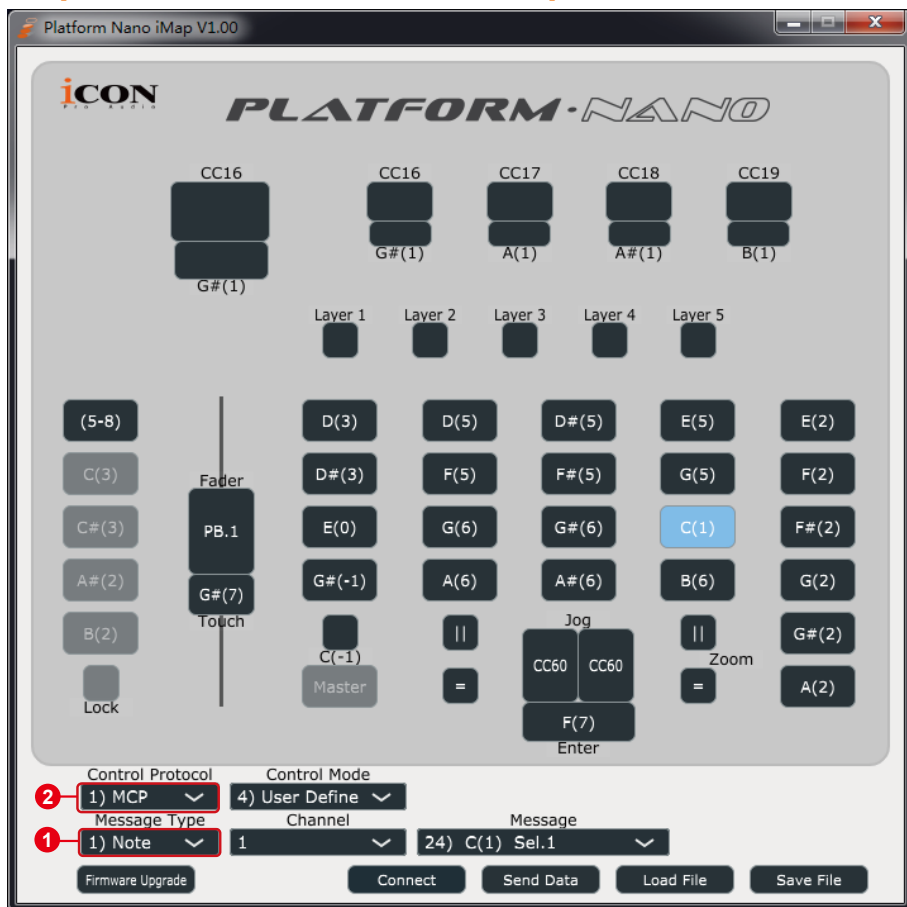 Platform Nano iMap V1.00
iCON
Pro Audio
PLATFORM·NANO
CC16 CC16 CC17 CC18 CC19
G#(1) A(1) A#(1) B(1)
G#(1)
Layer 1 Layer 2 Layer 3 Layer 4 Layer 5
(5-8) D(3) D(5) D#(5) E(5) E(2)
C(3) Fader D#(3) F(5) F#(5) G(5) F(2)
C#(3) PB.1 E(0) G(6) G#(6) C(1) F#(2)
A#(2) G#(7) G#(-1) A(6) A#(6) B(6) G(2)
Touch Jog
B(2) C(-1) || CC60 CC60 || Zoom G#(2)
Lock Master = F(7) = A(2)
Enter
Control Protocol Control Mode
2 1) MCP 4) User Define
Message Type Channel Message
1 1) Note 1 24) C(1) Sel.1
Firmware Upgrade Connect Send Data Load File Save File